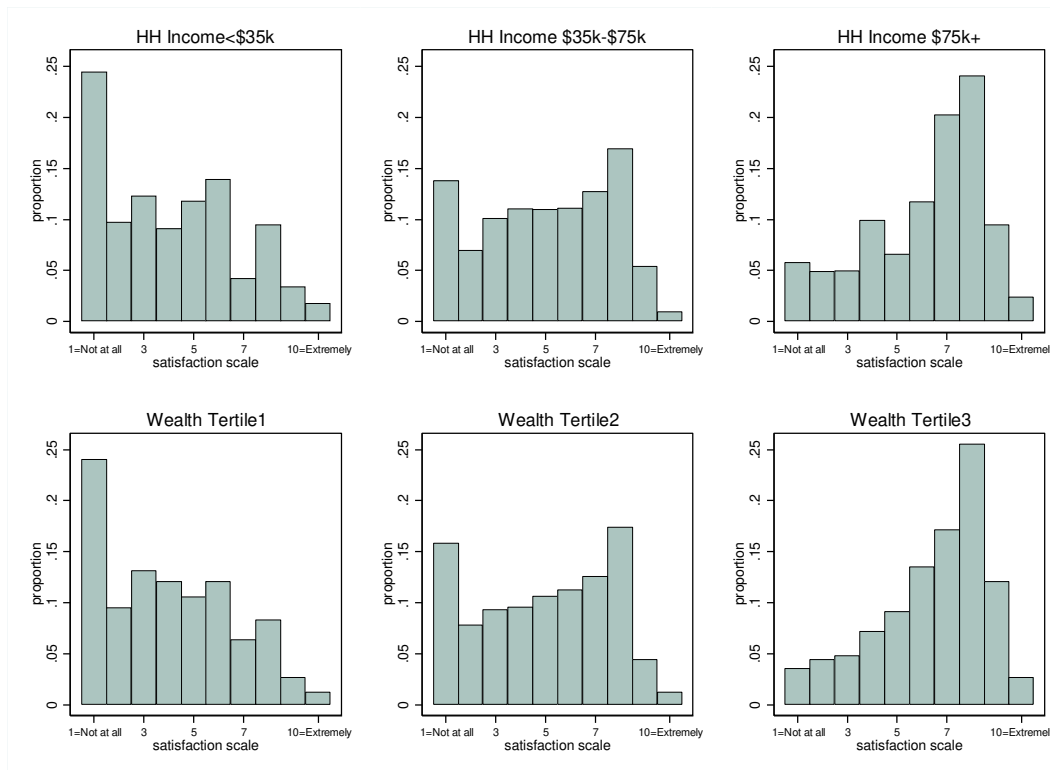 HH Income<$35k
proportion
0 .05 .1 .15 .2 .25
1=Not at all 3 5 7 10=Extremely
satisfaction scale
HH Income $35k-$75k
proportion
0 .05 .1 .15 .2 .25
1=Not at all 3 5 7 10=Extremely
satisfaction scale
HH Income $75k+
proportion
0 .05 .1 .15 .2 .25
1=Not at all 3 5 7 10=Extremel
satisfaction scale
Wealth Tertile1
proportion
0 .05 .1 .15 .2 .25
1=Not at all 3 5 7 10=Extremely
satisfaction scale
Wealth Tertile2
proportion
0 .05 .1 .15 .2 .25
1=Not at all 3 5 7 10=Extremely
satisfaction scale
Wealth Tertile3
proportion
0 .05 .1 .15 .2 .25
1=Not at all 3 5 7 10=Extremel
satisfaction scale